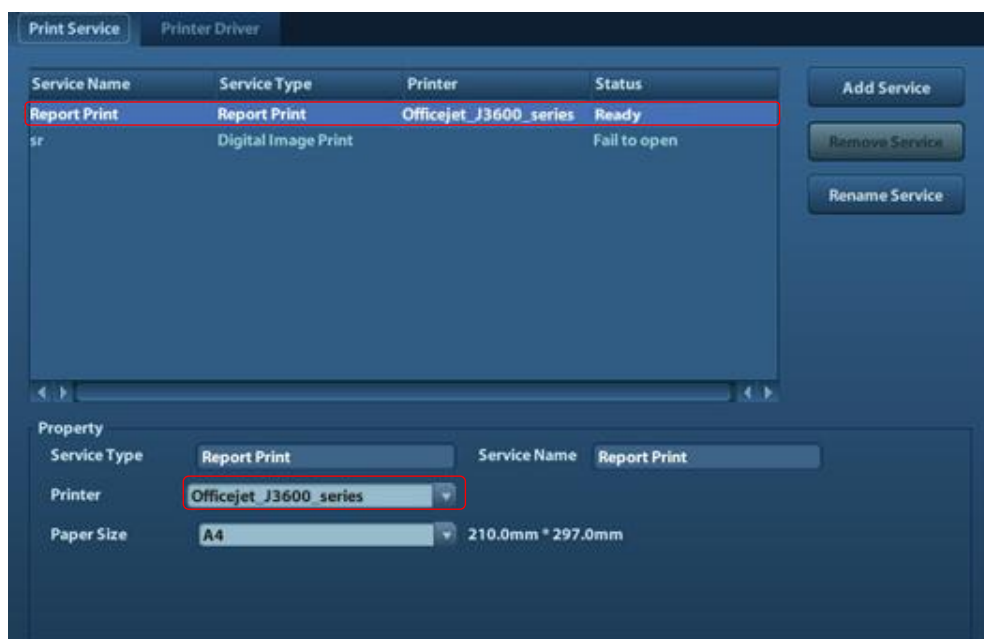 Print Service Printer Driver
Service Name Service Type Printer Status
Add Service
Report Print Report Print Officejet_J3600_series Ready
sr Digital Image Print Fail to open
Remove Service
Rename Service
Property
Service Type Report Print Service Name Report Print
Printer Officejet_J3600_series
Paper Size A4 210.0mm * 297.0mm